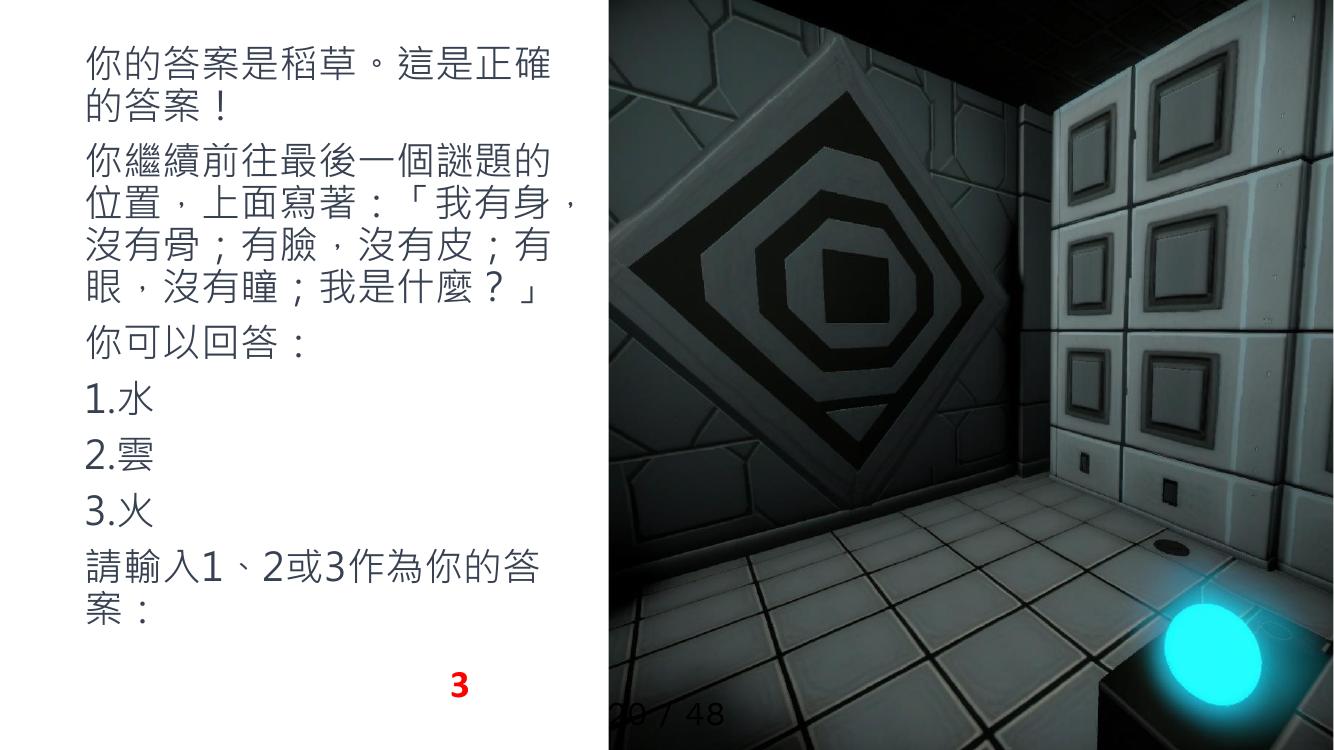 你的答案是稻草。這是正確
的答案！
你繼續前往最後一個謎題的
位置，上面寫著：「我有身，
沒有骨；有臉，沒有皮；有
眼，沒有瞳；我是什麼？」
你可以回答：
1.水
2.雲
3.火
請輸入1、2或3作為你的答
案：
3
20 / 48